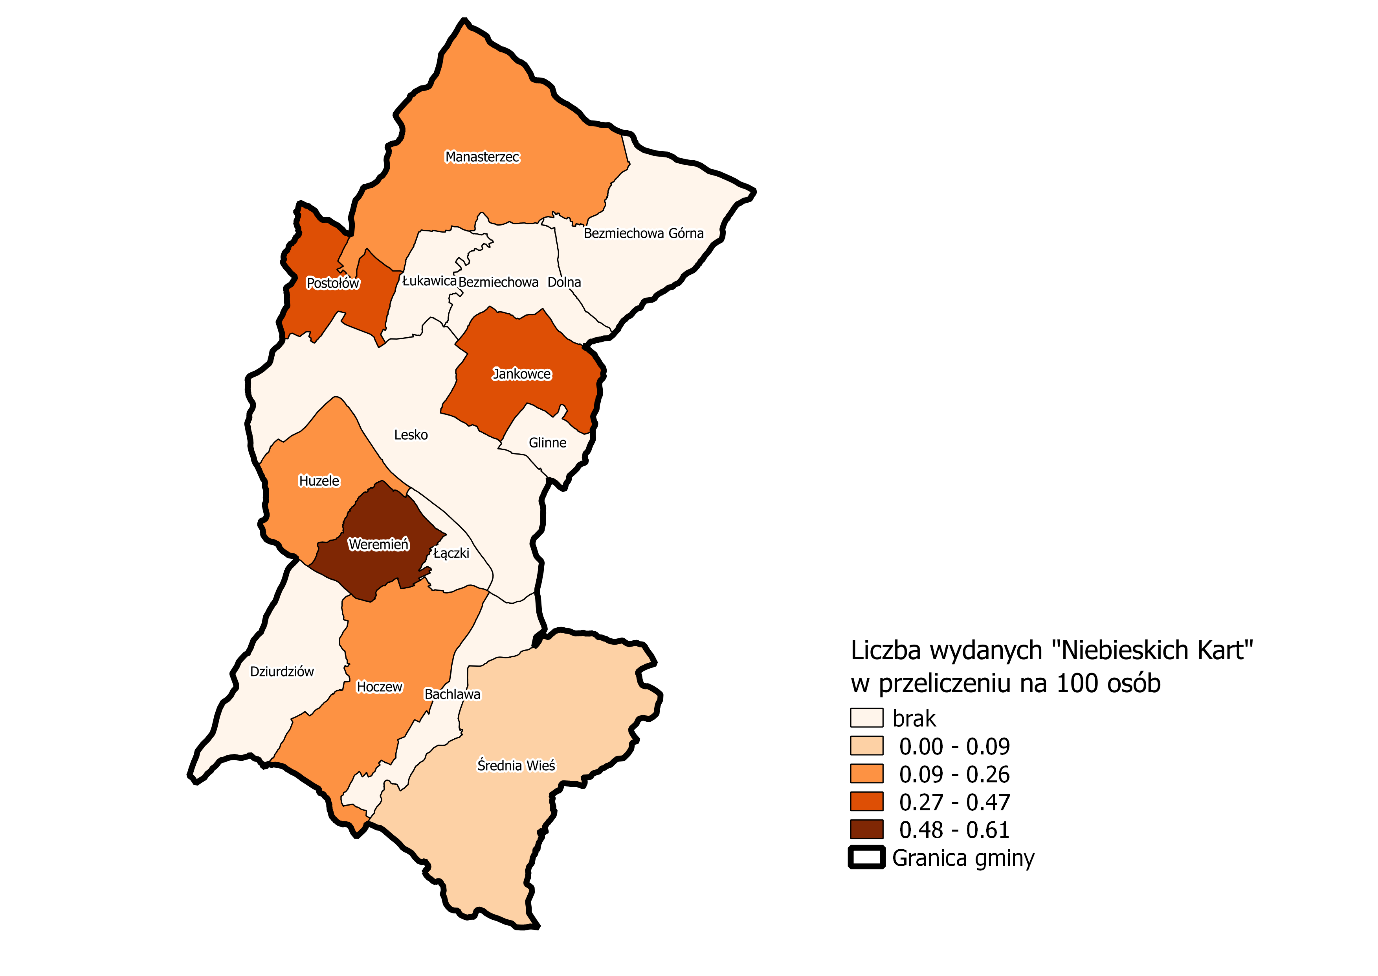 Manasterzec
Bezmiechowa Górna
Postołów
Łukawica
Bezmiechowa Dolna
Jankowce
Lesko
Glinne
Huzele
Weremień
Łączki
Dziurdziów
Hoczew
Bachlawa
Średnia Wieś
Liczba wydanych "Niebieskich Kart"
w przeliczeniu na 100 osób
brak
0.00 - 0.09
0.09 - 0.26
0.27 - 0.47
0.48 - 0.61
Granica gminy